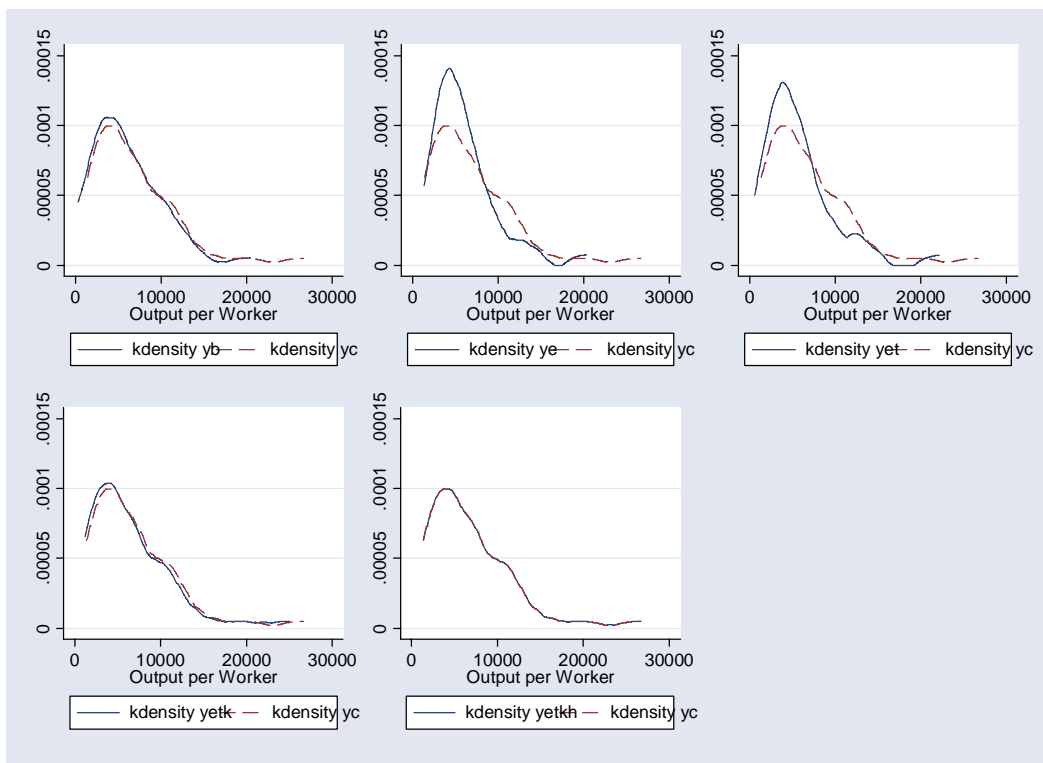 .00015
.0001
.00005
0
0 10000 20000 30000
Output per Worker
kdensity yb kdensity yc
.00015
.0001
.00005
0
0 10000 20000 30000
Output per Worker
kdensity ye kdensity yc
.00015
.0001
.00005
0
0 10000 20000 30000
Output per Worker
kdensity yet kdensity yc
.00015
.0001
.00005
0
0 10000 20000 30000
Output per Worker
kdensity yetk kdensity yc
.00015
.0001
.00005
0
0 10000 20000 30000
Output per Worker
kdensity yetkh kdensity yc